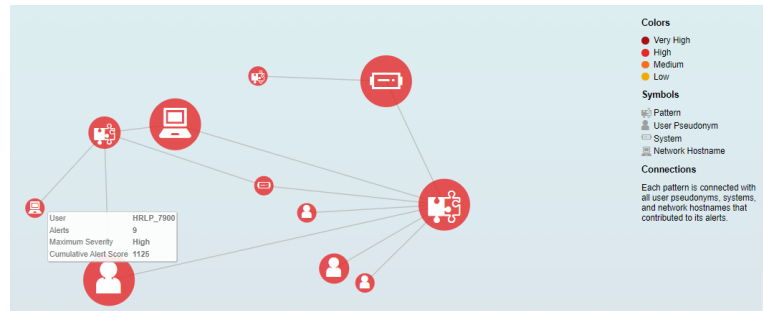 Colors
Very High
High
Medium
Low
Symbols
Pattern
User Pseudonym
System
Network Hostname
Connections
Each pattern is connected with
all user pseudonyms, systems,
and network hostnames that
contributed to its alerts.
User HRLP_7900
Alerts 9
Maximum Severity High
Cumulative Alert Score 1125